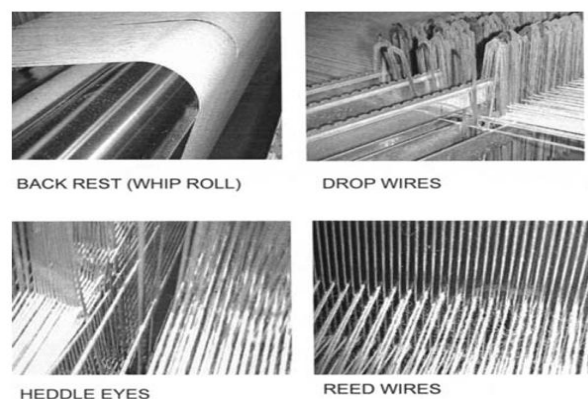 BACK REST (WHIP ROLL)
DROP WIRES
HEDDLE EYES
REED WIRES